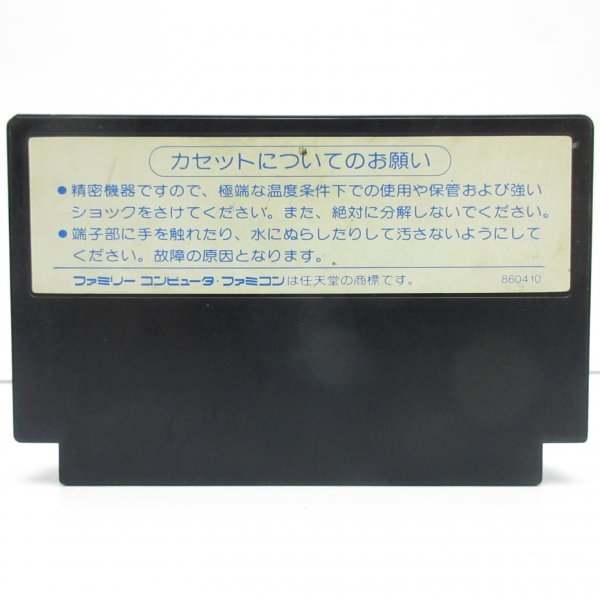 カセットについてのお願い
●精密機器ですので、極端な温度条件下での使用や保管および強い
ショックをさけてください。また、絶対に分解しないでください。
●端子部に手を触れたり、水にぬらしたりして汚さないようにして
ください。故障の原因となります。
ファミリー コンピュータ・ファミコンは任天堂の商標です。 860410